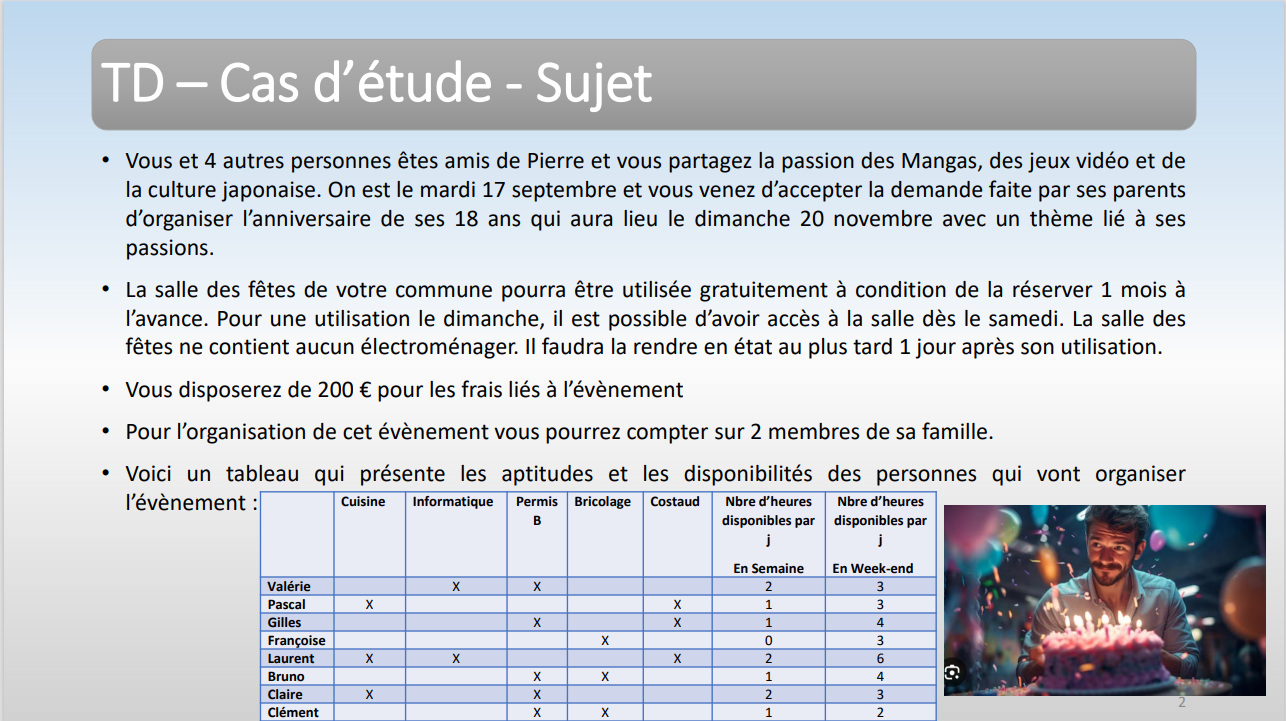 TD – Cas d’étude - Sujet
• Vous et 4 autres personnes êtes amis de Pierre et vous partagez la passion des Mangas, des jeux vidéo et de
la culture japonaise. On est le mardi 17 septembre et vous venez d’accepter la demande faite par ses parents
d’organiser l’anniversaire de ses 18 ans qui aura lieu le dimanche 20 novembre avec un thème lié à ses
passions.
• La salle des fêtes de votre commune pourra être utilisée gratuitement à condition de la réserver 1 mois à
l’avance. Pour une utilisation le dimanche, il est possible d’avoir accès à la salle dès le samedi. La salle des
fêtes ne contient aucun électroménager. Il faudra la rendre en état au plus tard 1 jour après son utilisation.
• Vous disposerez de 200 € pour les frais liés à l’évènement
• Pour l’organisation de cet évènement vous pourrez compter sur 2 membres de sa famille.
• Voici un tableau qui présente les aptitudes et les disponibilités des personnes qui vont organiser
l’évènement :
Cuisine Informatique Permis B Bricolage Costaud Nbre d’heures disponibles par j En Semaine Nbre d’heures disponibles par j En Week-end
Valérie X X 2 3
Pascal X X 1 3
Gilles X X 1 4
Françoise X 0 3
Laurent X X X 2 6
Bruno X X 1 4
Claire X X 2 3
Clément X X 1 2
2